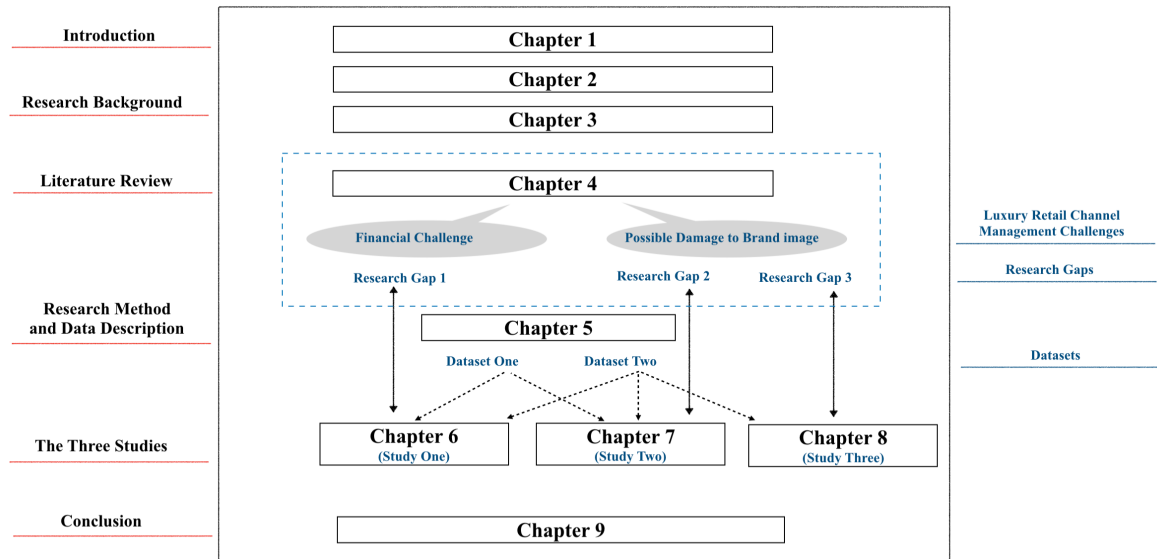 Introduction
Chapter 1
Research Background
Chapter 2
Chapter 3
Literature Review
Chapter 4
Financial Challenge
Possible Damage to Brand image
Luxury Retail Channel
Management Challenges
Research Gap 1
Research Gap 2
Research Gap 3
Research Gaps
Research Method
and Data Description
Chapter 5
Dataset One
Dataset Two
Datasets
The Three Studies
Chapter 6
(Study One)
Chapter 7
(Study Two)
Chapter 8
(Study Three)
Conclusion
Chapter 9